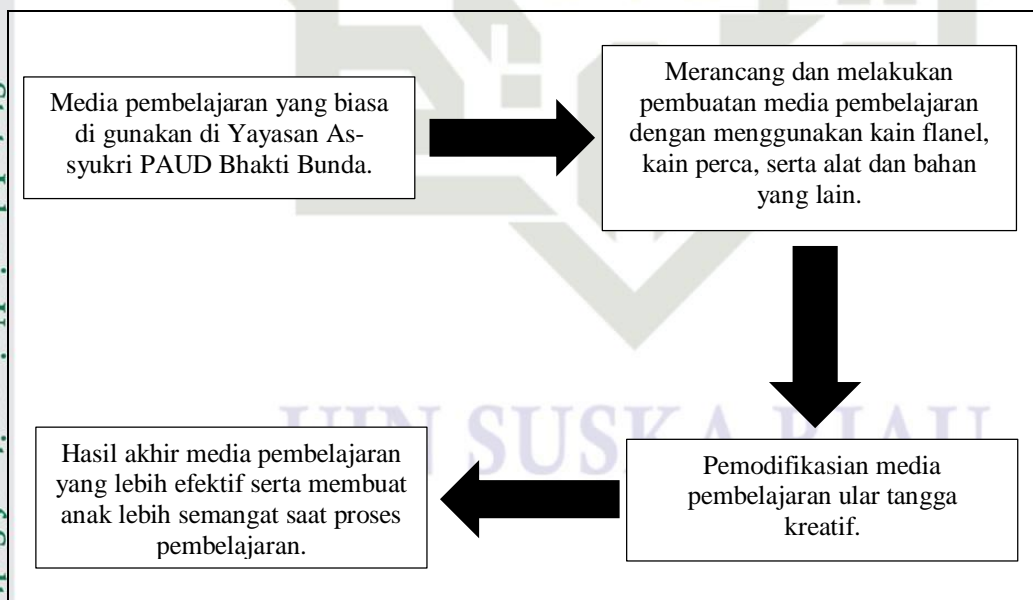 Media pembelajaran yang biasa
di gunakan di Yayasan As-
syukri PAUD Bhakti Bunda.
Merancang dan melakukan
pembuatan media pembelajaran
dengan menggunakan kain flanel,
kain perca, serta alat dan bahan
yang lain.
Pemodifikasian media
pembelajaran ular tangga
kreatif.
Hasil akhir media pembelajaran
yang lebih efektif serta membuat
anak lebih semangat saat proses
pembelajaran.
UIN SUSKA RIAU